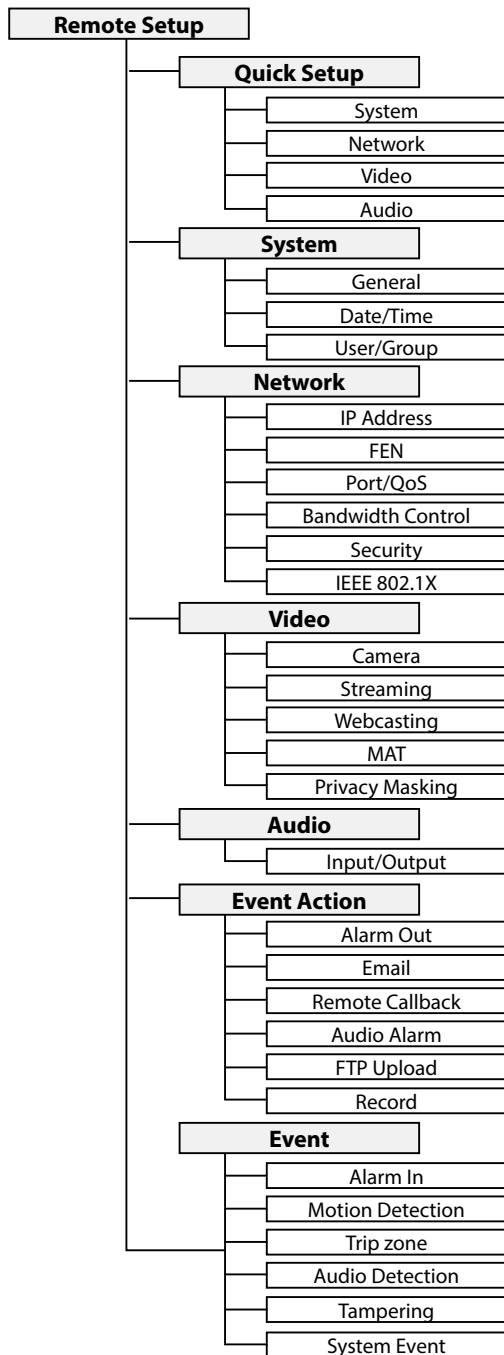 Remote Setup
Quick Setup
System
Network
Video
Audio
System
General
Date/Time
User/Group
Network
IP Address
FEN
Port/QoS
Bandwidth Control
Security
IEEE 802.1X
Video
Camera
Streaming
Webcasting
MAT
Privacy Masking
Audio
Input/Output
Event Action
Alarm Out
Email
Remote Callback
Audio Alarm
FTP Upload
Record
Event
Alarm In
Motion Detection
Trip zone
Audio Detection
Tampering
System Event